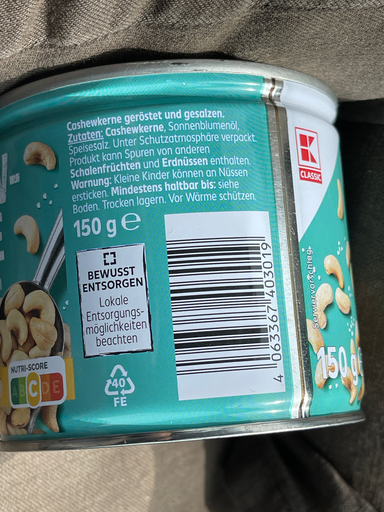 Cashewkerne geröstet und gesalzen.
Zutaten: Cashewkerne, Sonnenblumenöl,
Speisesalz. Unter Schutzatmosphäre verpackt.
Produkt kann Spuren von anderen
Schalenfrüchten und Erdnüssen enthalten.
Warnung: Kleine Kinder können an Nüssen
ersticken. Mindestens haltbar bis: siehe
Boden. Trocken lagern. Vor Wärme schützen.
150 g e
BEWUSST
ENTSORGEN
Lokale
Entsorgungs-
möglichkeiten
beachten
NUTRI-SCORE
A B C D E
40
FE
4 063367 403019
K
CLASSIC
Serviervorschlag
150 g e